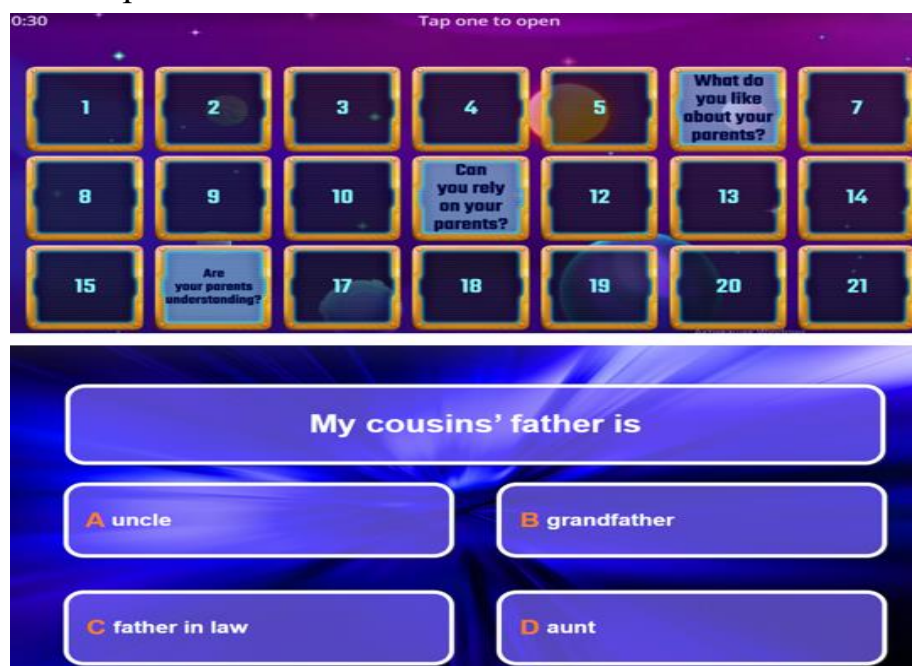 0:30 Tap one to open
1 2 3 4 5 What do you like about your parents? 7
8 9 10 Can you rely on your parents? 12 13 14
15 Are your parents understanding? 17 18 19 20 21
My cousins’ father is
A uncle B grandfather
C father in law D aunt